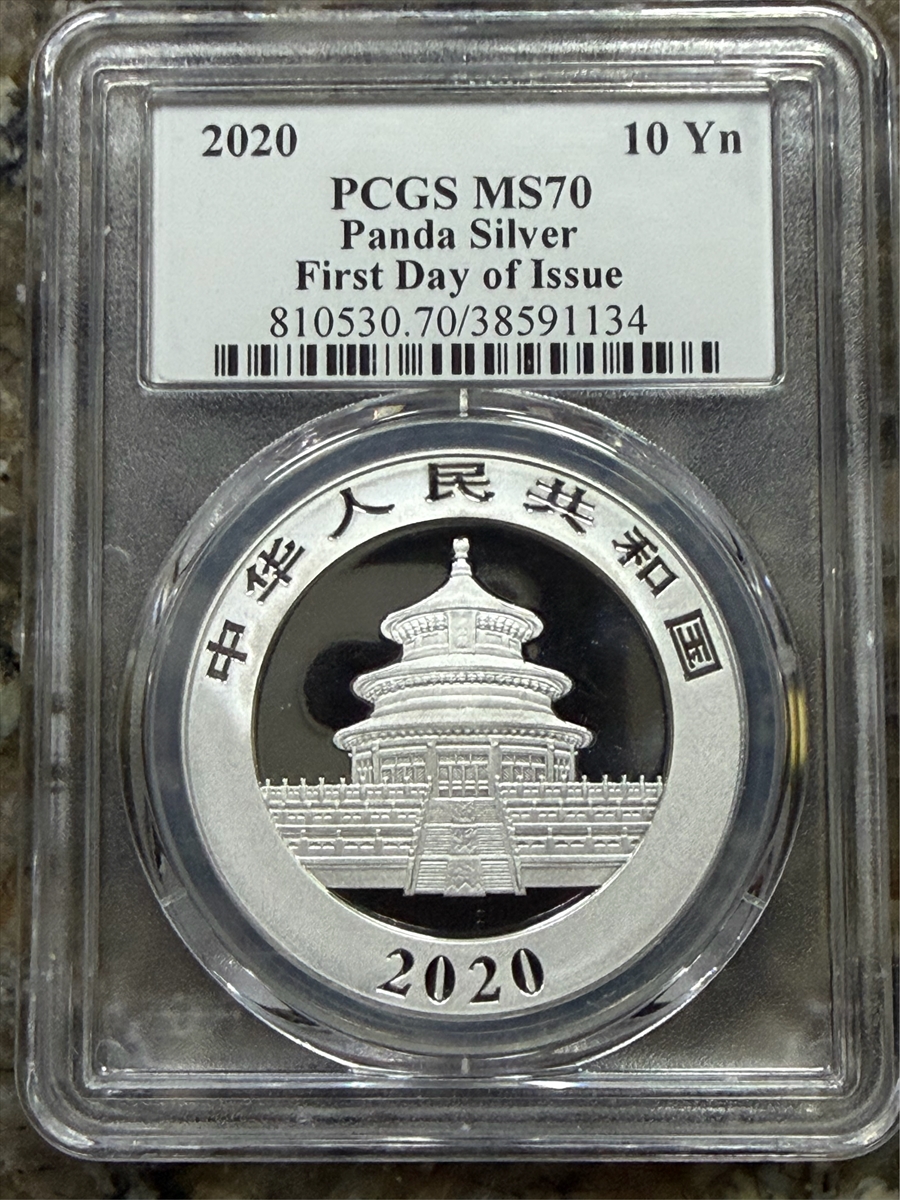 2020 10 Yn
PCGS MS70
Panda Silver
First Day of Issue
810530.70/38591134
中华人民共和国
2020